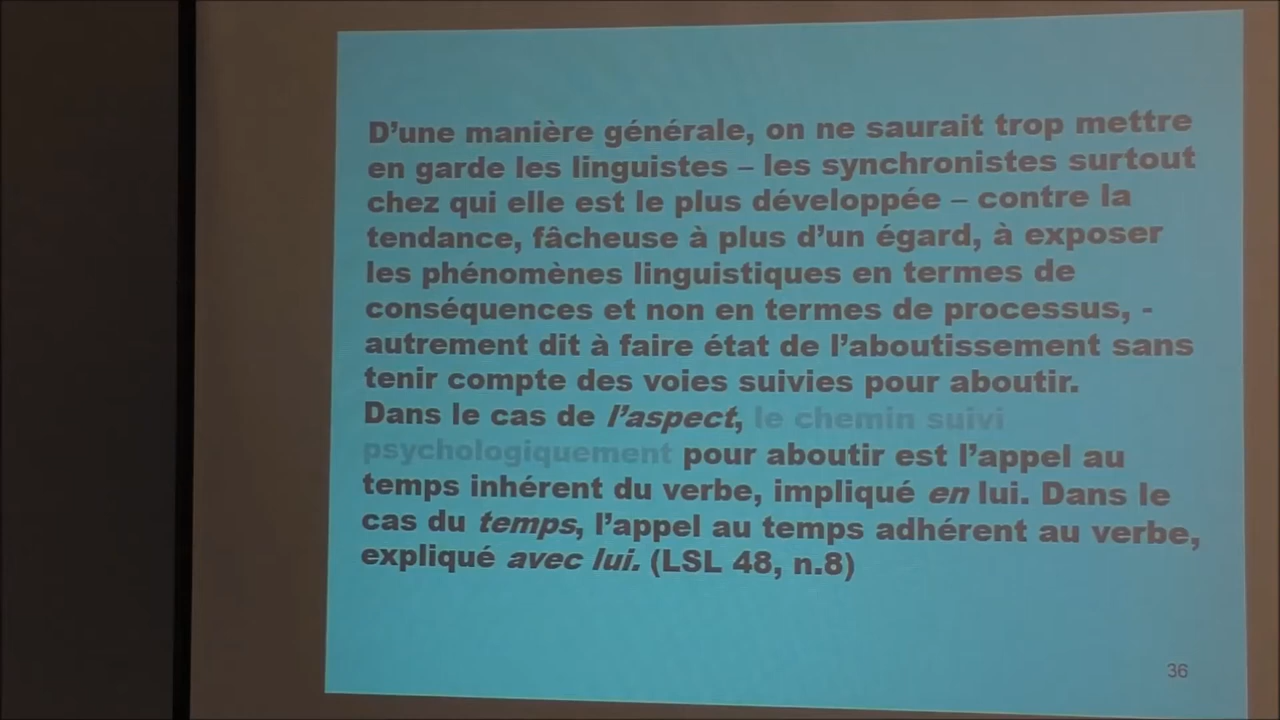 D’une manière générale, on ne saurait trop mettre
en garde les linguistes – les synchronistes surtout
chez qui elle est le plus développée – contre la
tendance, fâcheuse à plus d’un égard, à exposer
les phénomènes linguistiques en termes de
conséquences et non en termes de processus, -
autrement dit à faire état de l’aboutissement sans
tenir compte des voies suivies pour aboutir.
Dans le cas de l’aspect, le chemin suivi
psychologiquement pour aboutir est l’appel au
temps inhérent du verbe, impliqué en lui. Dans le
cas du temps, l’appel au temps adhérent au verbe,
expliqué avec lui. (LSL 48, n.8)
36